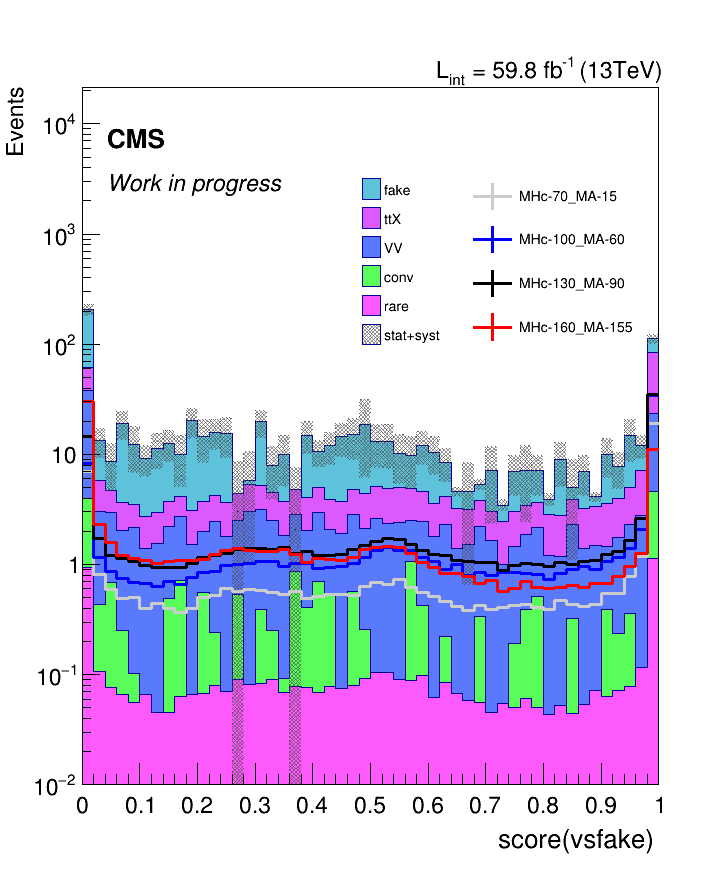 L_int = 59.8 fb^-1 (13TeV)
Events
CMS
Work in progress
fake
ttX
VV
conv
rare
stat+syst
MHc-70_MA-15
MHc-100_MA-60
MHc-130_MA-90
MHc-160_MA-155
10^4
10^3
10^2
10
1
10^−1
10^−2
0 0.1 0.2 0.3 0.4 0.5 0.6 0.7 0.8 0.9 1
score(vsfake)